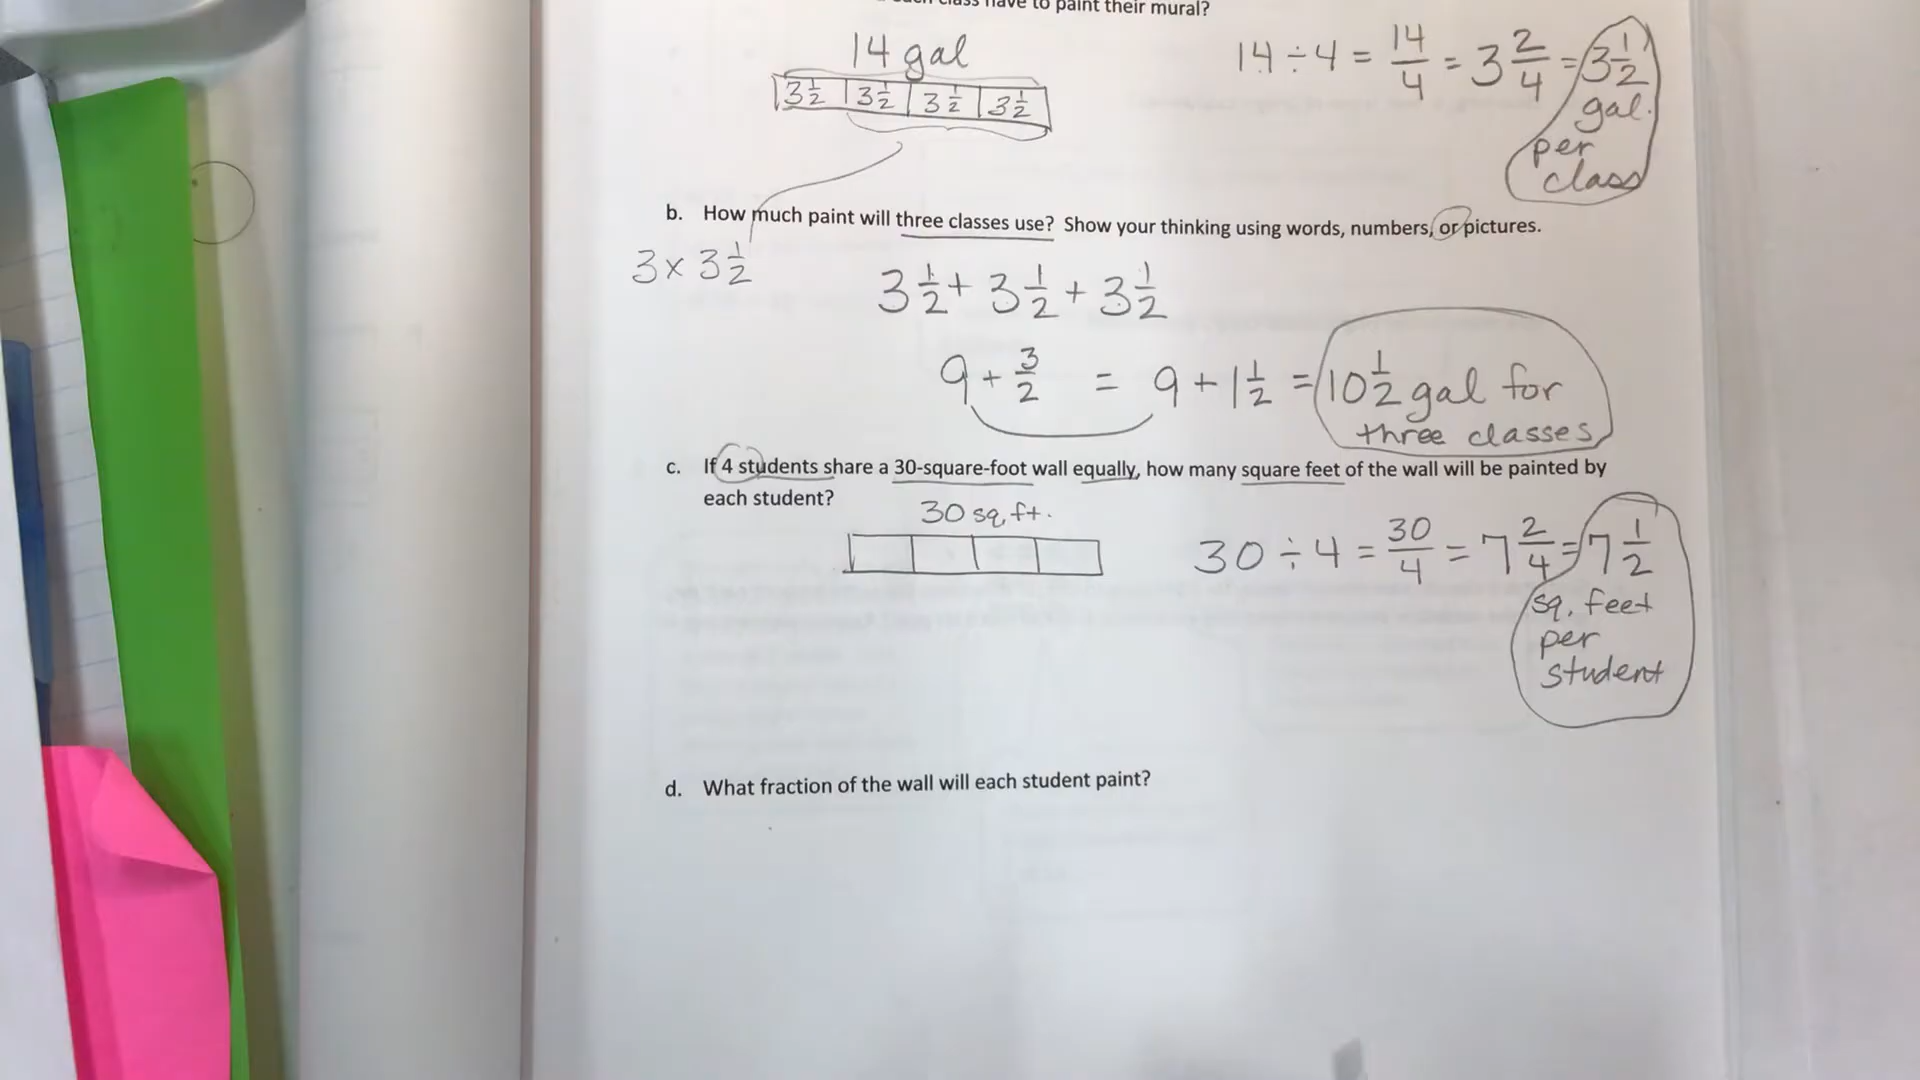 class have to paint their mural?
14 gal
3 1/2 3 1/2 3 1/2 3 1/2
14 ÷ 4 = 14/4 = 3 2/4 = 3 1/2
gal.
per
class
b. How much paint will three classes use? Show your thinking using words, numbers, or pictures.
3 x 3 1/2
3 1/2 + 3 1/2 + 3 1/2
9 + 3/2 = 9 + 1 1/2 = 10 1/2 gal for
three classes
c. If 4 students share a 30-square-foot wall equally, how many square feet of the wall will be painted by
each student?
30 sq. ft.
30 ÷ 4 = 30/4 = 7 2/4 = 7 1/2
sq. feet
per
student
d. What fraction of the wall will each student paint?